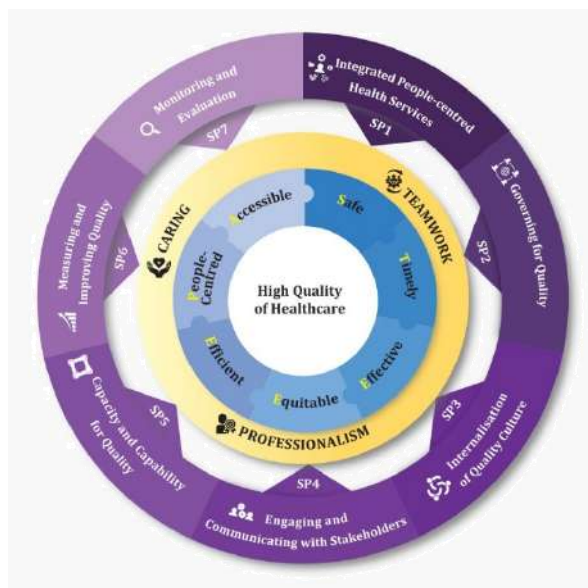 High Quality
of Healthcare
Safe
Timely
Effective
Equitable
Efficient
People-
Centred
Accessible
TEAMWORK
PROFESSIONALISM
CARING
SP1
Integrated People-centred
Health Services
SP2
Governing for Quality
SP3
Internalisation
of Quality Culture
SP4
Engaging and
Communicating with Stakeholders
SP5
Capacity and Capability
for Quality
SP6
Measuring and
Improving Quality
SP7
Monitoring and
Evaluation